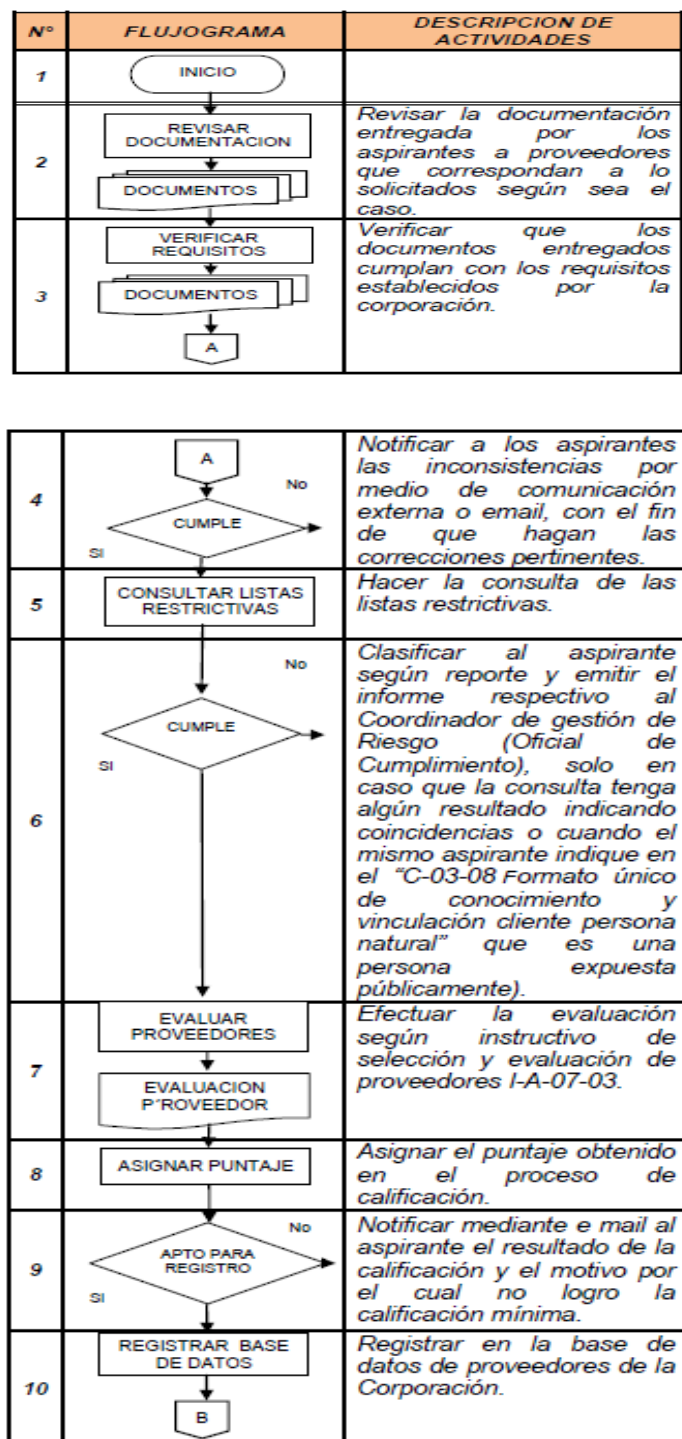 N° FLUJOGRAMA DESCRIPCION DE
ACTIVIDADES
1
INICIO
2
REVISAR
DOCUMENTACION
DOCUMENTOS
Revisar la documentación
entregada por los
aspirantes a proveedores
que correspondan a lo
solicitados según sea el
caso.
3
VERIFICAR
REQUISITOS
DOCUMENTOS
A
Verificar que los
documentos entregados
cumplan con los requisitos
establecidos por la
corporación.
4
A
No
CUMPLE
SI
Notificar a los aspirantes
las inconsistencias por
medio de comunicación
externa o email, con el fin
de que hagan las
correcciones pertinentes.
5
CONSULTAR LISTAS
RESTRICTIVAS
Hacer la consulta de las
listas restrictivas.
6
No
CUMPLE
SI
Clasificar al aspirante
según reporte y emitir el
informe respectivo al
Coordinador de gestión de
Riesgo (Oficial de
Cumplimiento), solo en
caso que la consulta tenga
algún resultado indicando
coincidencias o cuando el
mismo aspirante indique en
el "C-03-08 Formato único
de conocimiento y
vinculación cliente persona
natural" que es una
persona expuesta
públicamente).
7
EVALUAR
PROVEEDORES
EVALUACION
P´ROVEEDOR
Efectuar la evaluación
según instructivo de
selección y evaluación de
proveedores I-A-07-03.
8
ASIGNAR PUNTAJE
Asignar el puntaje obtenido
en el proceso de
calificación.
9
No
APTO PARA
REGISTRO
SI
Notificar mediante e mail al
aspirante el resultado de la
calificación y el motivo por
el cual no logro la
calificación mínima.
10
REGISTRAR BASE
DE DATOS
B
Registrar en la base de
datos de proveedores de la
Corporación.